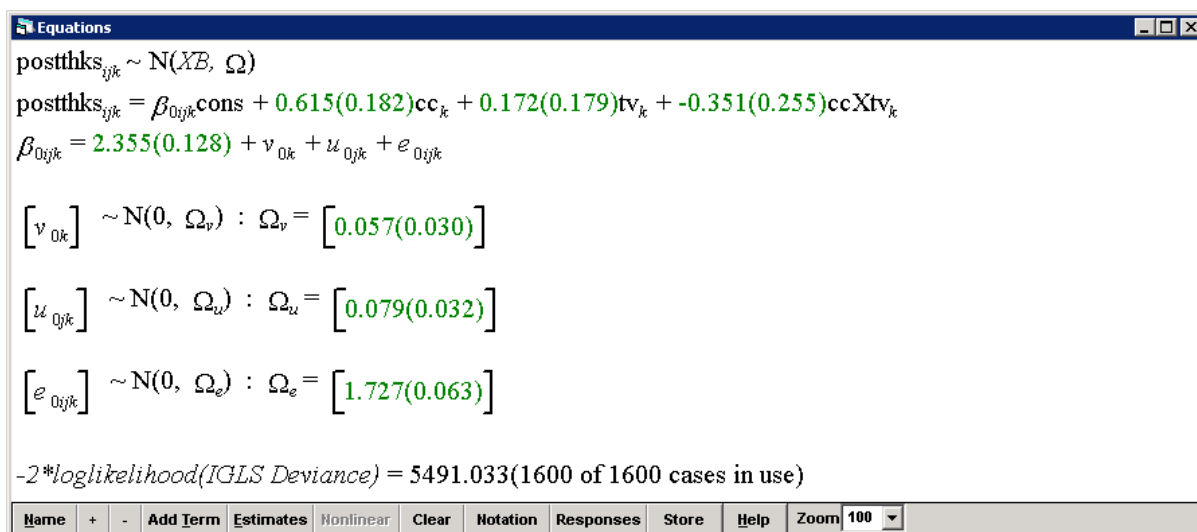 Equations
postthks_ijk ~ N(XB, Ω)
postthks_ijk = β_0ijk cons + 0.615(0.182)cc_k + 0.172(0.179)tv_k + -0.351(0.255)ccXtv_k
β_0ijk = 2.355(0.128) + v_0k + u_0jk + e_0ijk
[v_0k] ~ N(0, Ω_v) : Ω_v = [0.057(0.030)]
[u_0jk] ~ N(0, Ω_u) : Ω_u = [0.079(0.032)]
[e_0ijk] ~ N(0, Ω_e) : Ω_e = [1.727(0.063)]
-2*loglikelihood(IGLS Deviance) = 5491.033(1600 of 1600 cases in use)
Name + - Add Term Estimates Nonlinear Clear Notation Responses Store Help Zoom 100